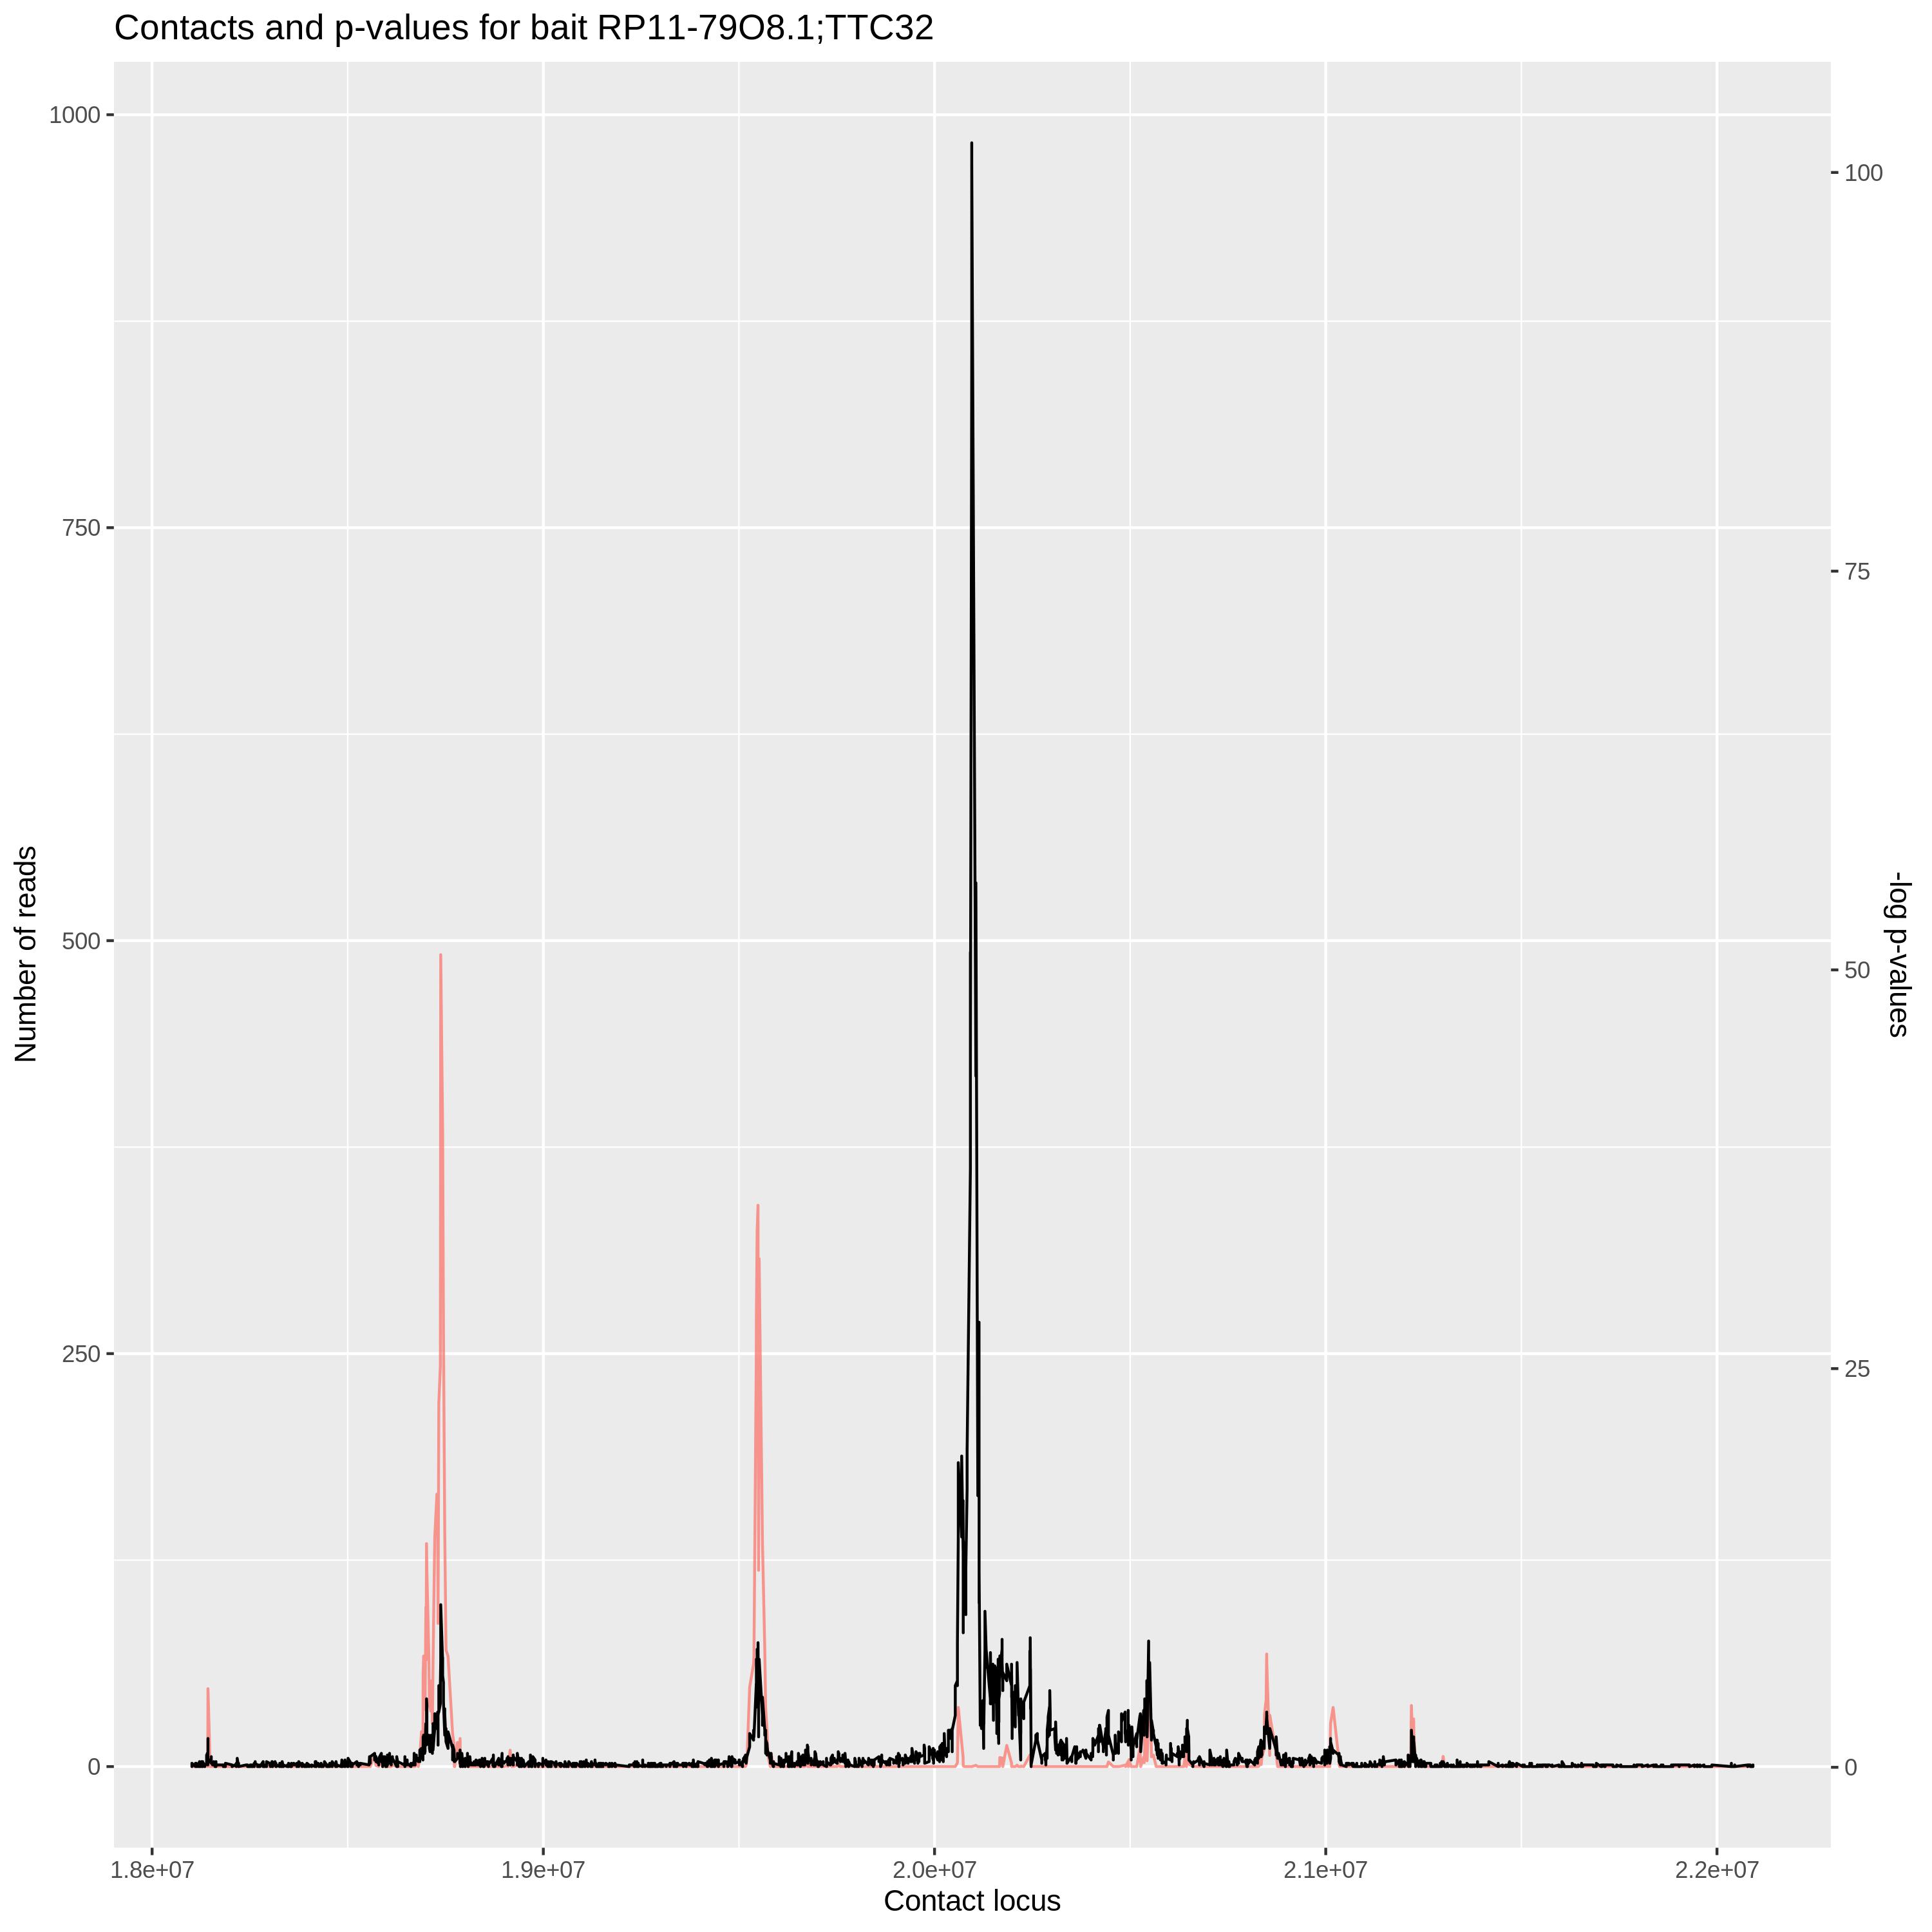 Contacts and p-values for bait RP11-79O8.1;TTC32
1000
750
500
250
0
Number of reads
100
75
50
25
0
-log p-values
1.8e+07 1.9e+07 2.0e+07 2.1e+07 2.2e+07
Contact locus